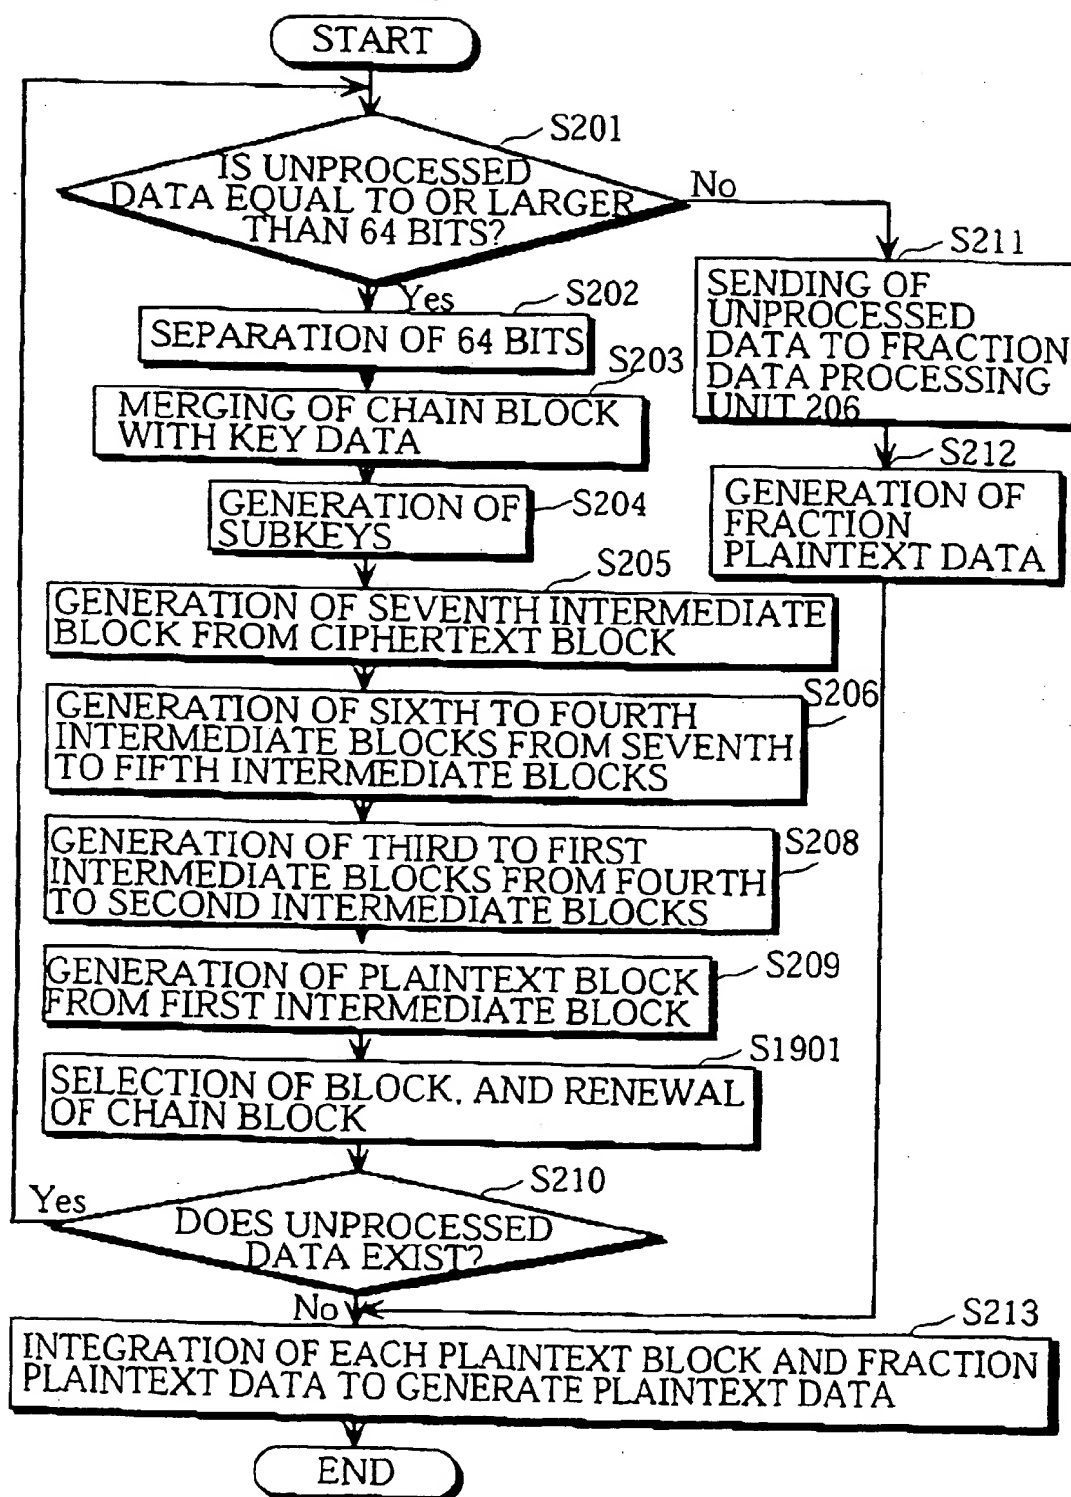 START
S201
IS UNPROCESSED
DATA EQUAL TO OR LARGER
THAN 64 BITS?
No
Yes
S202
SEPARATION OF 64 BITS
S203
MERGING OF CHAIN BLOCK
WITH KEY DATA
S204
GENERATION OF
SUBKEYS
S205
GENERATION OF SEVENTH INTERMEDIATE
BLOCK FROM CIPHERTEXT BLOCK
S206
GENERATION OF SIXTH TO FOURTH
INTERMEDIATE BLOCKS FROM SEVENTH
TO FIFTH INTERMEDIATE BLOCKS
S208
GENERATION OF THIRD TO FIRST
INTERMEDIATE BLOCKS FROM FOURTH
TO SECOND INTERMEDIATE BLOCKS
S209
GENERATION OF PLAINTEXT BLOCK
FROM FIRST INTERMEDIATE BLOCK
S1901
SELECTION OF BLOCK, AND RENEWAL
OF CHAIN BLOCK
S210
Yes
DOES UNPROCESSED
DATA EXIST?
No
S211
SENDING OF
UNPROCESSED
DATA TO FRACTION
DATA PROCESSING
UNIT 206
S212
GENERATION OF
FRACTION
PLAINTEXT DATA
S213
INTEGRATION OF EACH PLAINTEXT BLOCK AND FRACTION
PLAINTEXT DATA TO GENERATE PLAINTEXT DATA
END